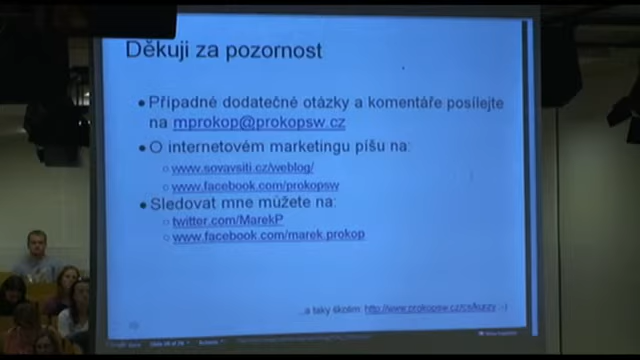 Děkuji za pozornost
• Případné dodatečné otázky a komentáře posílejte
na mprokop@prokopsw.cz
• O internetovém marketingu píšu na:
○ www.sovavsiti.cz/weblog/
○ www.facebook.com/prokopsw
• Sledovat mne můžete na:
○ twitter.com/MarekP
○ www.facebook.com/marek.prokop
...a taky školím: http://www.prokopsw.cz/cs/kurzy :-)